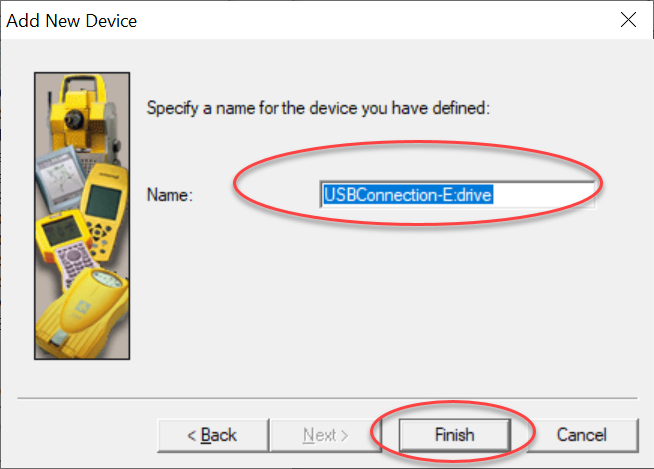 Add New Device
Specify a name for the device you have defined:
Name: USBConnection-E:drive
< Back Next > Finish Cancel